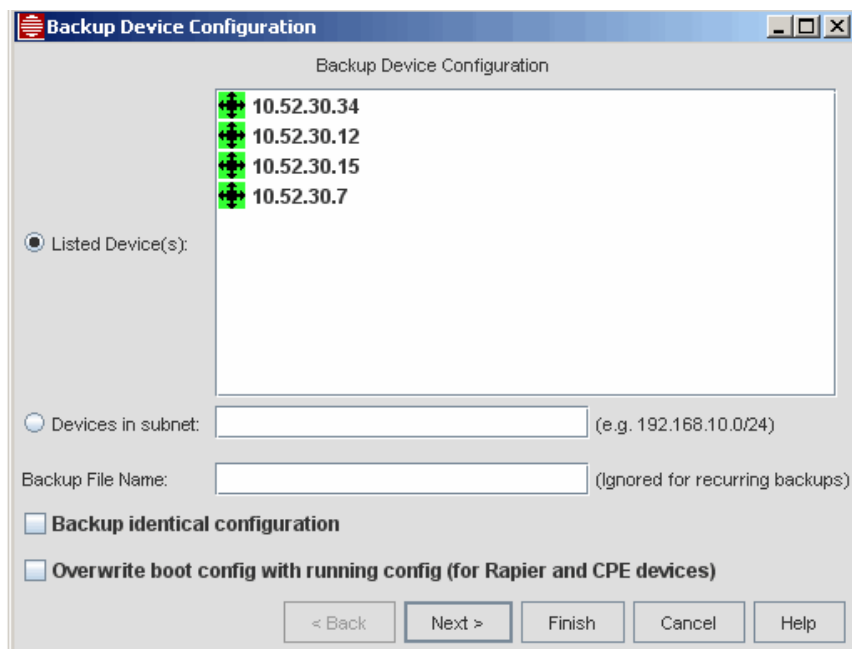 Backup Device Configuration
Backup Device Configuration
10.52.30.34
10.52.30.12
10.52.30.15
10.52.30.7
Listed Device(s):
Devices in subnet: (e.g. 192.168.10.0/24)
Backup File Name: (Ignored for recurring backups)
Backup identical configuration
Overwrite boot config with running config (for Rapier and CPE devices)
< Back Next > Finish Cancel Help